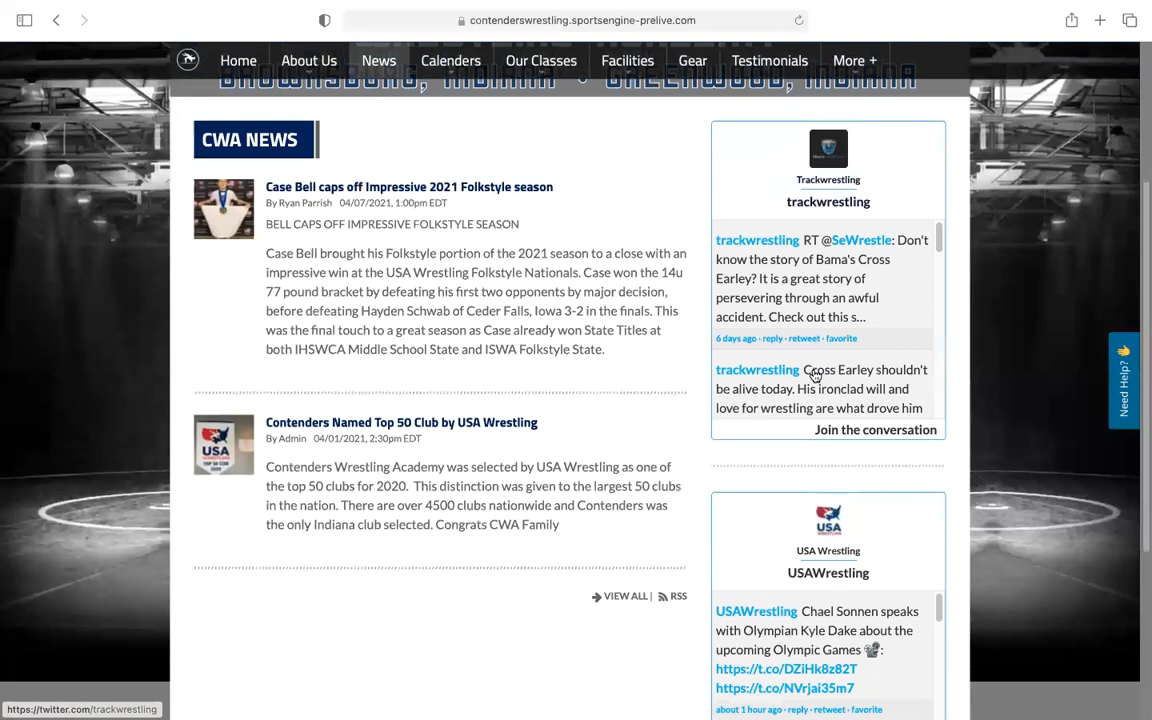 contenderswrestling.sportsengine-prelive.com
Home About Us News Calenders Our Classes Facilities Gear Testimonials More +
BROWNSBURG, INDIANA · GREENWOOD, INDIANA
CWA NEWS
Case Bell caps off Impressive 2021 Folkstyle season
By Ryan Parrish 04/07/2021, 1:00pm EDT
BELL CAPS OFF IMPRESSIVE FOLKSTYLE SEASON
Case Bell brought his Folkstyle portion of the 2021 season to a close with an
impressive win at the USA Wrestling Folkstyle Nationals. Case won the 14u
77 pound bracket by defeating his first two opponents by major decision,
before defeating Hayden Schwab of Ceder Falls, Iowa 3-2 in the finals. This
was the final touch to a great season as Case already won State Titles at
both IHSWCA Middle School State and ISWA Folkstyle State.
USA
TOP 50 CLUB
2020
Contenders Named Top 50 Club by USA Wrestling
By Admin 04/01/2021, 2:30pm EDT
Contenders Wrestling Academy was selected by USA Wrestling as one of
the top 50 clubs for 2020. This distinction was given to the largest 50 clubs
in the nation. There are over 4500 clubs nationwide and Contenders was
the only Indiana club selected. Congrats CWA Family
VIEW ALL | RSS
Trackwrestling
trackwrestling
trackwrestling RT @SeWrestle: Don't
know the story of Bama's Cross
Earley? It is a great story of
persevering through an awful
accident. Check out this s...
6 days ago · reply · retweet · favorite
trackwrestling Cross Earley shouldn't
be alive today. His ironclad will and
love for wrestling are what drove him
Join the conversation
USA
WRESTLING
USA Wrestling
USAWrestling
USAWrestling Chael Sonnen speaks
with Olympian Kyle Dake about the
upcoming Olympic Games 📽:
https://t.co/DZiHk8z82T
https://t.co/NVrjai35m7
about 1 hour ago · reply · retweet · favorite
Need Help? 👋
https://twitter.com/trackwrestling